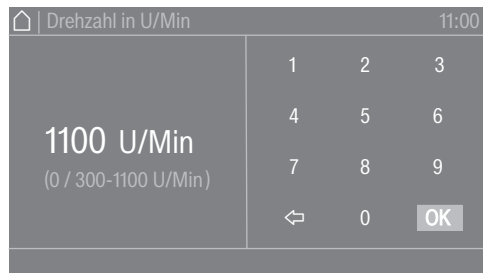 | Drehzahl in U/Min 11:00
1100 U/Min
(0 / 300-1100 U/Min)
1 2 3
4 5 6
7 8 9
0 OK